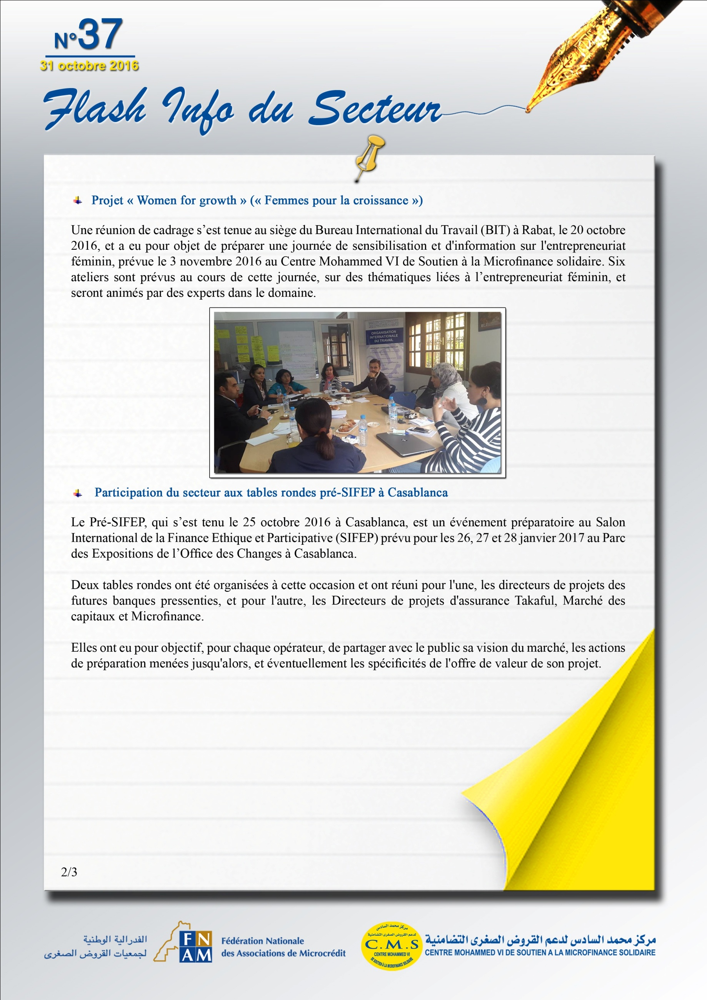 N°37
31 octobre 2016
Flash Info du Secteur
Projet « Women for growth » (« Femmes pour la croissance »)
Une réunion de cadrage s’est tenue au siège du Bureau International du Travail (BIT) à Rabat, le 20 octobre
2016, et a eu pour objet de préparer une journée de sensibilisation et d'information sur l'entrepreneuriat
féminin, prévue le 3 novembre 2016 au Centre Mohammed VI de Soutien à la Microfinance solidaire. Six
ateliers sont prévus au cours de cette journée, sur des thématiques liées à l’entrepreneuriat féminin, et
seront animés par des experts dans le domaine.
ORGANISATION
INTERNATIONALE
DU TRAVAIL
Participation du secteur aux tables rondes pré-SIFEP à Casablanca
Le Pré-SIFEP, qui s’est tenu le 25 octobre 2016 à Casablanca, est un événement préparatoire au Salon
International de la Finance Ethique et Participative (SIFEP) prévu pour les 26, 27 et 28 janvier 2017 au Parc
des Expositions de l’Office des Changes à Casablanca.
Deux tables rondes ont été organisées à cette occasion et ont réuni pour l'une, les directeurs de projets des
futures banques pressenties, et pour l'autre, les Directeurs de projets d'assurance Takaful, Marché des
capitaux et Microfinance.
Elles ont eu pour objectif, pour chaque opérateur, de partager avec le public sa vision du marché, les actions
de préparation menées jusqu'alors, et éventuellement les spécificités de l'offre de valeur de son projet.
2/3
الفدرالية الوطنية
لجمعيات القروض الصغرى
FN
AM
Fédération Nationale
des Associations de Microcrédit
مركز محمد السادس
لدعم القروض الصغرى التضامنية
C.M.S
CENTRE MOHAMMED VI
DE SOUTIEN À LA MICROFINANCE SOLIDAIRE
مركز محمد السادس لدعم القروض الصغرى التضامنية
CENTRE MOHAMMED VI DE SOUTIEN A LA MICROFINANCE SOLIDAIRE